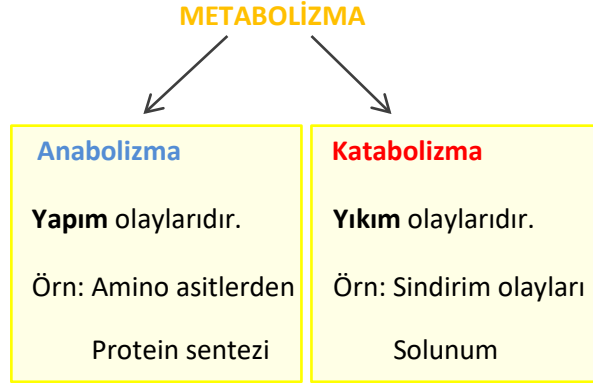 METABOLİZMA
Anabolizma
Yapım olaylarıdır.
Örn: Amino asitlerden
Protein sentezi
Katabolizma
Yıkım olaylarıdır.
Örn: Sindirim olayları
Solunum